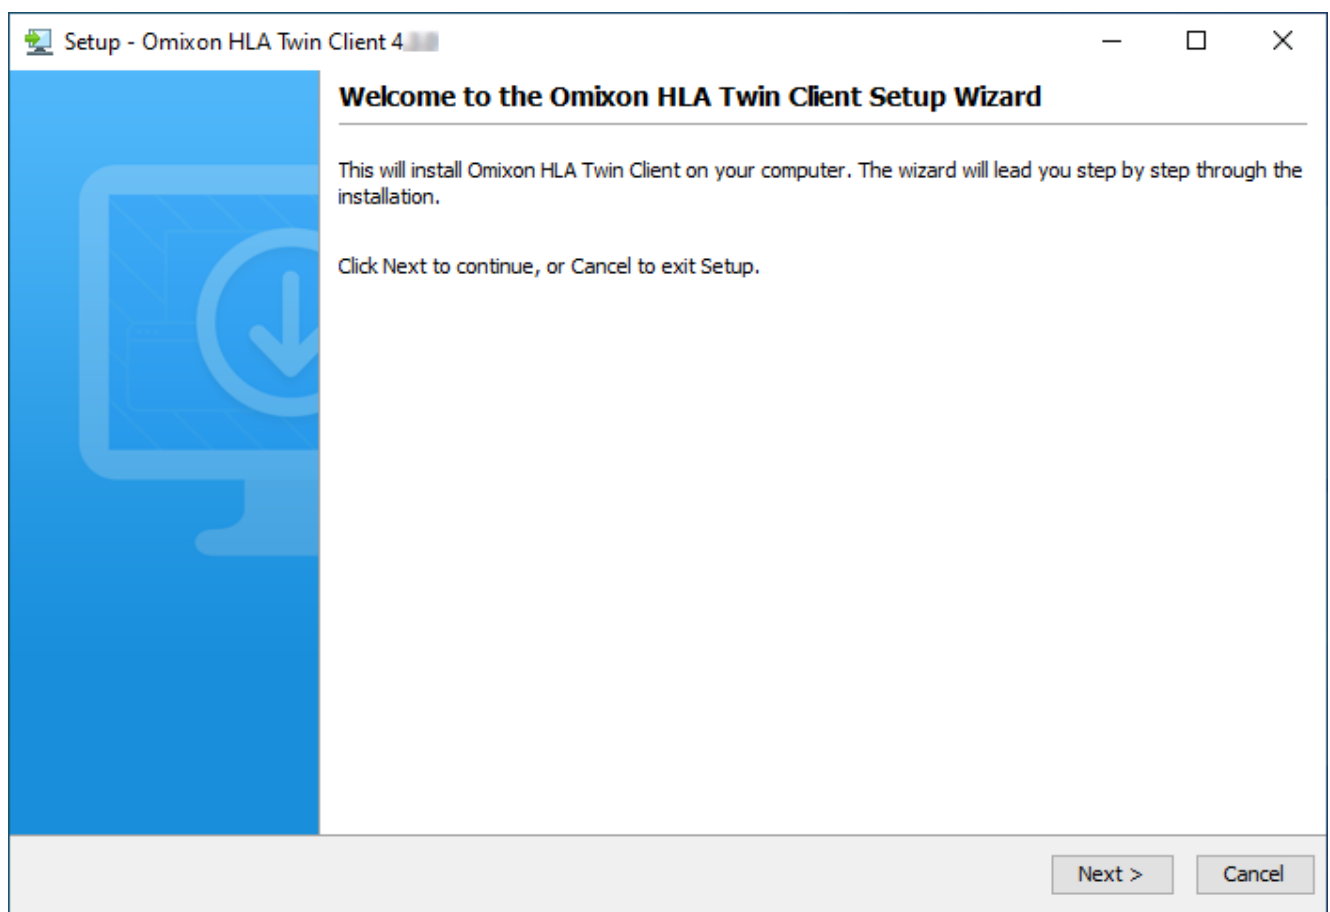 Setup - Omixon HLA Twin Client 4
Welcome to the Omixon HLA Twin Client Setup Wizard
This will install Omixon HLA Twin Client on your computer. The wizard will lead you step by step through the
installation.
Click Next to continue, or Cancel to exit Setup.
Next >
Cancel